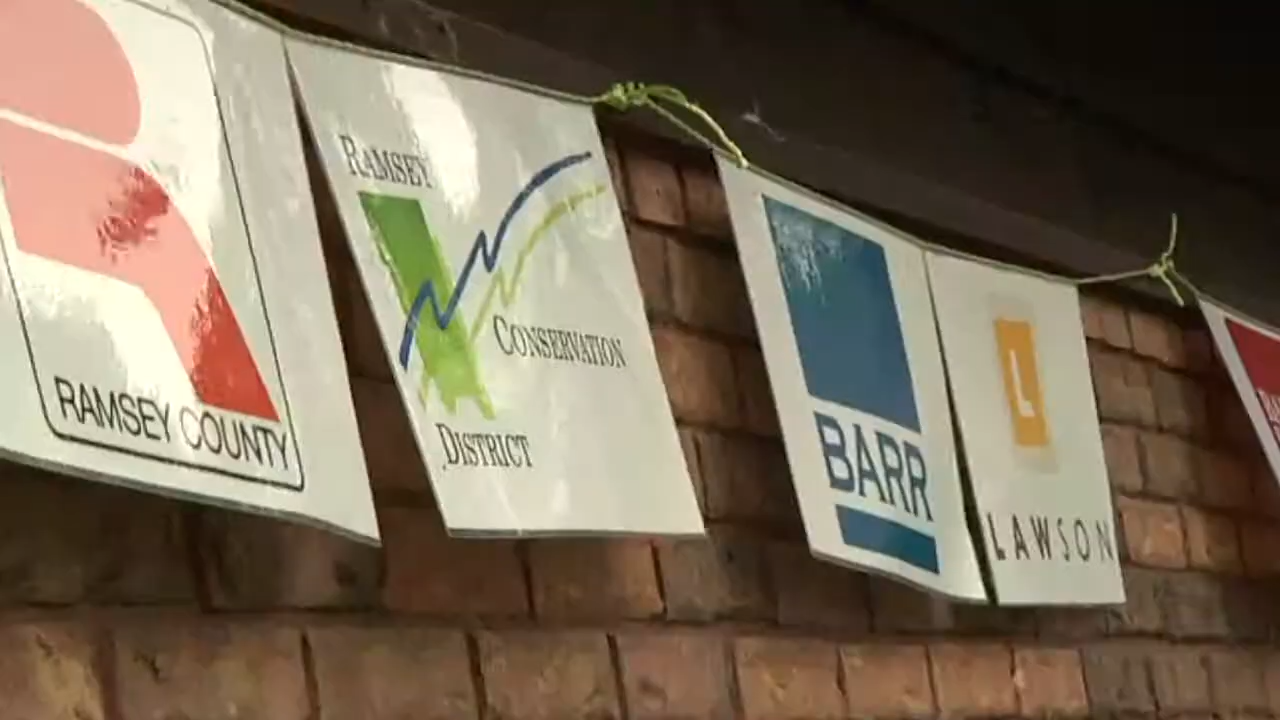 RAMSEY COUNTY
RAMSEY
CONSERVATION
DISTRICT
BARR
L
LAWSON